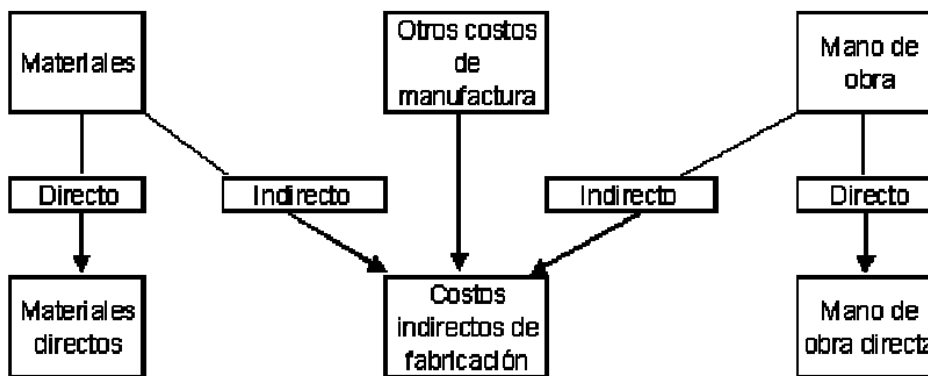 Materiales
Otros costos
de
manufactura
Mano de
obra
Directo
Indirecto
Indirecto
Directo
Materiales
directos
Costos
indirectos de
fabricación
Mano de
obra directa